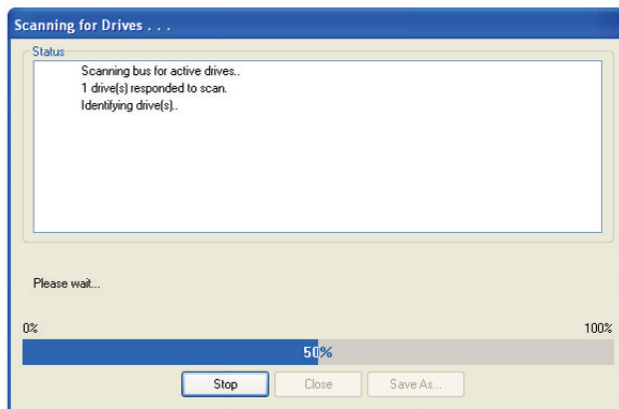 Scanning for Drives . . .
Status
Scanning bus for active drives..
1 drive(s) responded to scan.
Identifying drive(s)..
Please wait...
0% 100%
50%
Stop Close Save As...